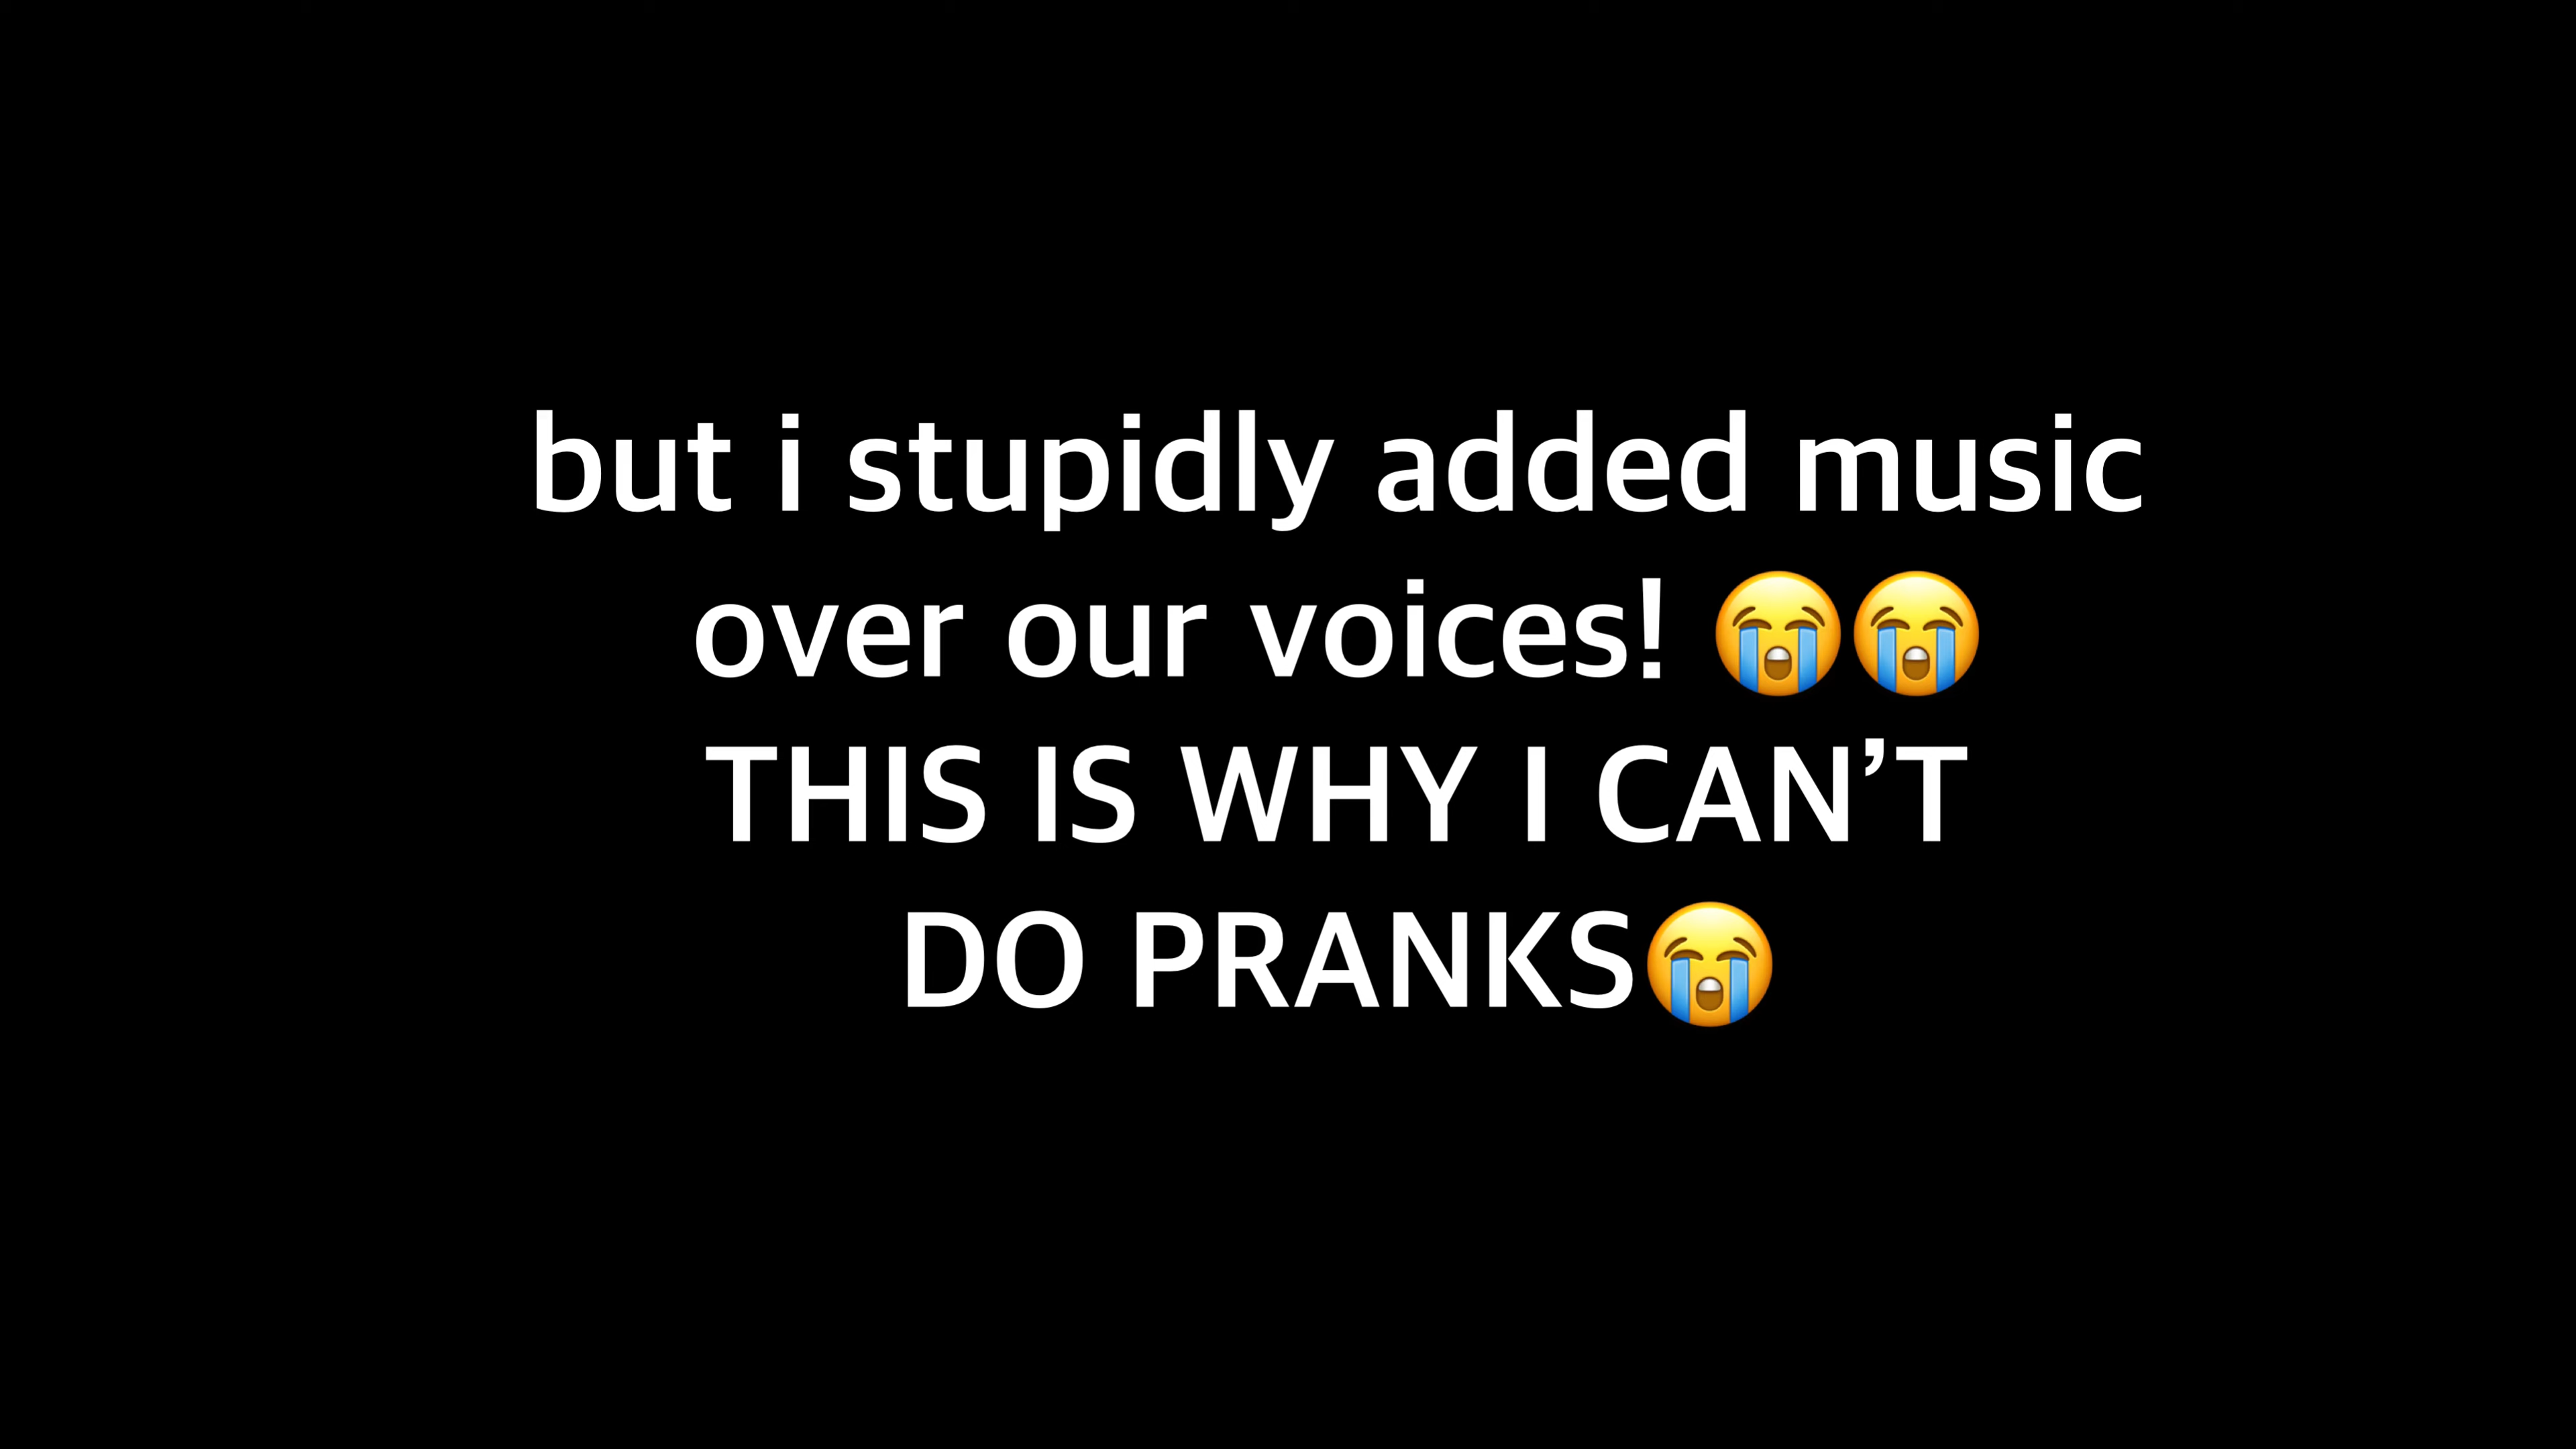 but i stupidly added music
over our voices! 😭😭
THIS IS WHY I CAN’T
DO PRANKS😭